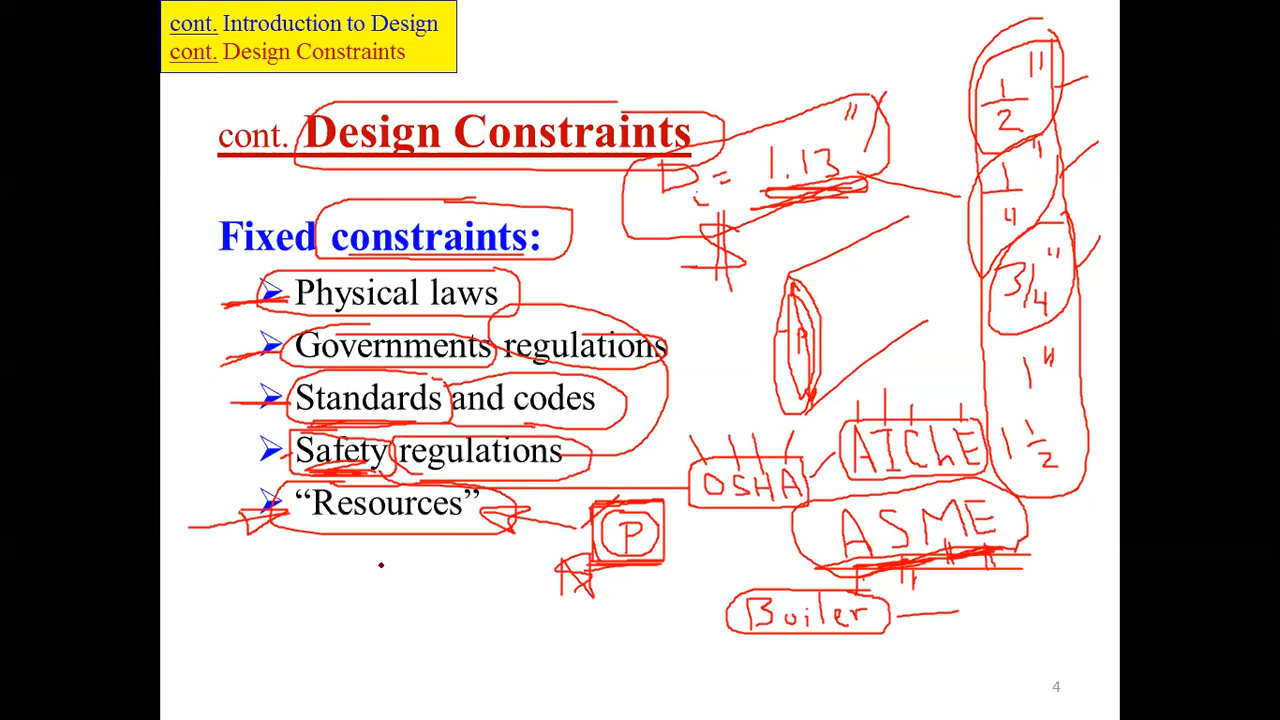 cont. Introduction to Design
cont. Design Constraints
cont. Design Constraints
Fixed constraints:
Physical laws
Governments regulations
Standards and codes
Safety regulations
“Resources”
Di = 1.13"
$
1/2"
1/4"
3/4"
1"
1 1/2
P
OSHA
AIChE
ASME
P
Boiler
4